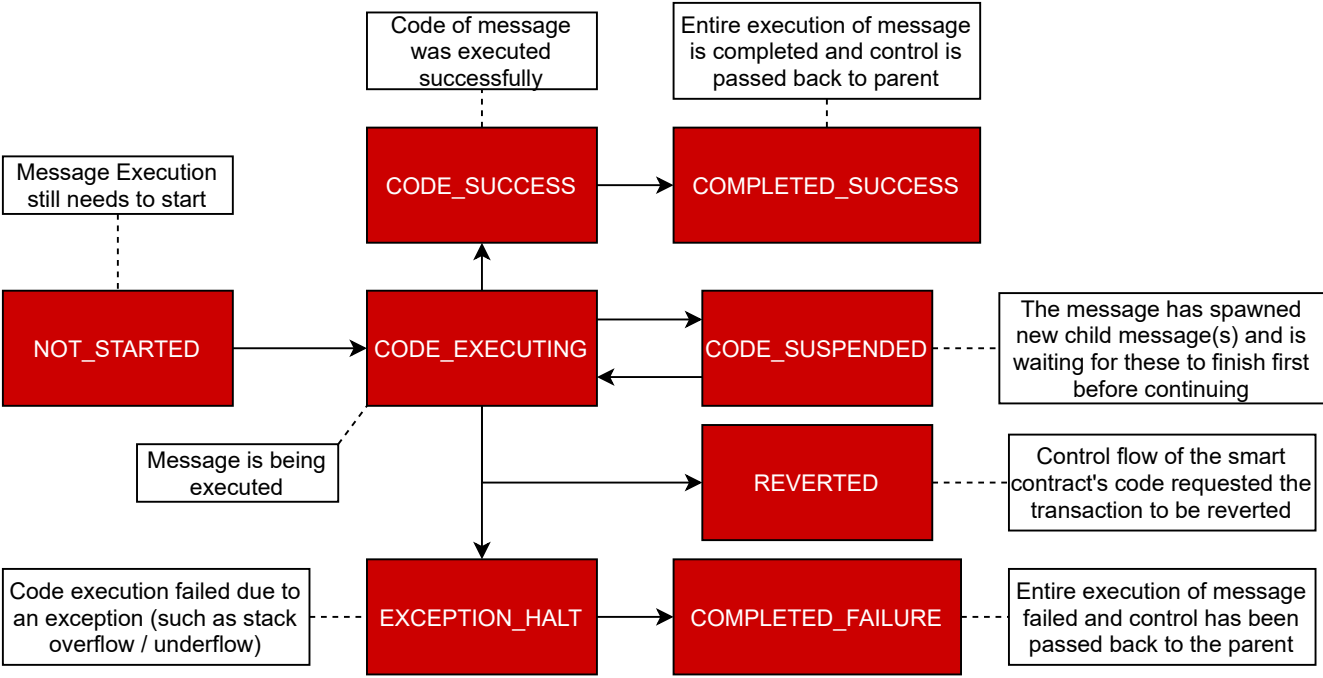 Code of message
was executed
successfully
Entire execution of message
is completed and control is
passed back to parent
Message Execution
still needs to start
CODE_SUCCESS
COMPLETED_SUCCESS
NOT_STARTED
CODE_EXECUTING
CODE_SUSPENDED
The message has spawned
new child message(s) and is
waiting for these to finish first
before continuing
Message is being
executed
REVERTED
Control flow of the smart
contract's code requested the
transaction to be reverted
Code execution failed due to
an exception (such as stack
overflow / underflow)
EXCEPTION_HALT
COMPLETED_FAILURE
Entire execution of message
failed and control has been
passed back to the parent